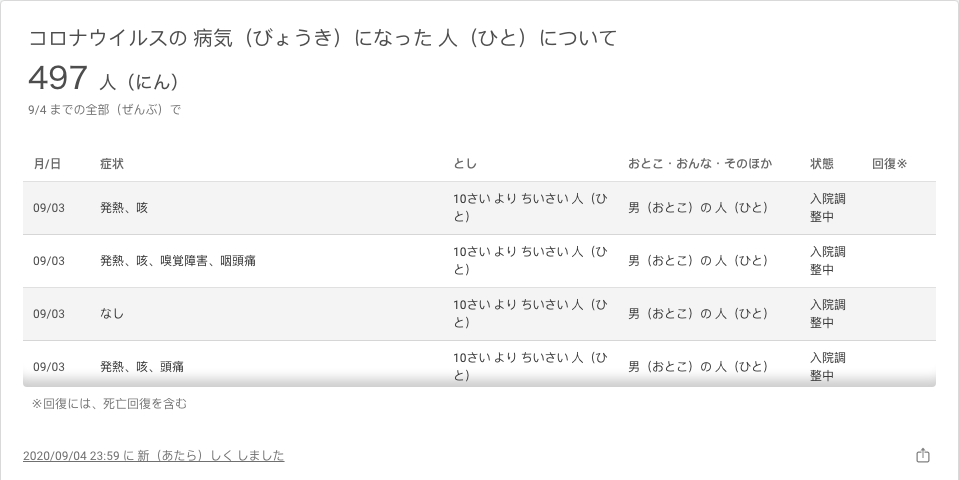 コロナウイルスの 病気（びょうき）になった 人（ひと）について
497 人（にん）
9/4 までの全部（ぜんぶ）で
月/日 症状 とし おとこ・おんな・そのほか 状態 回復※
09/03 発熱、咳 10さい より ちいさい 人（ひと） 男（おとこ）の 人（ひと） 入院調整中
09/03 発熱、咳、嗅覚障害、咽頭痛 10さい より ちいさい 人（ひと） 男（おとこ）の 人（ひと） 入院調整中
09/03 なし 10さい より ちいさい 人（ひと） 男（おとこ）の 人（ひと） 入院調整中
09/03 発熱、咳、頭痛 10さい より ちいさい 人（ひと） 男（おとこ）の 人（ひと） 入院調整中
※回復には、死亡回復を含む
2020/09/04 23:59 に 新（あたら）しく しました